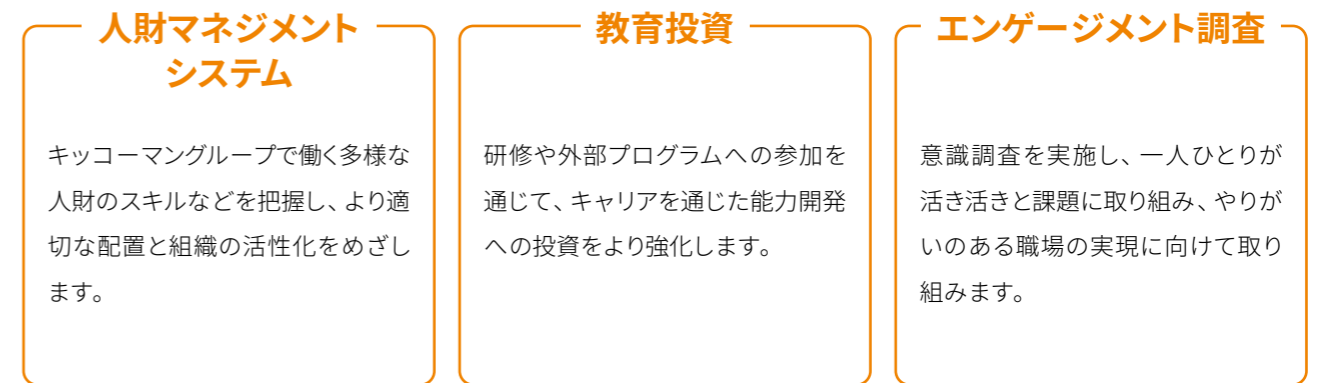 人財マネジメント
システム
キッコーマングループで働く多様な
人財のスキルなどを把握し、より適
切な配置と組織の活性化をめざし
ます。
教育投資
研修や外部プログラムへの参加を
通じて、キャリアを通じた能力開発
への投資をより強化します。
エンゲージメント調査
意識調査を実施し、一人ひとりが
活き活きと課題に取り組み、やりが
いのある職場の実現に向けて取り
組みます。